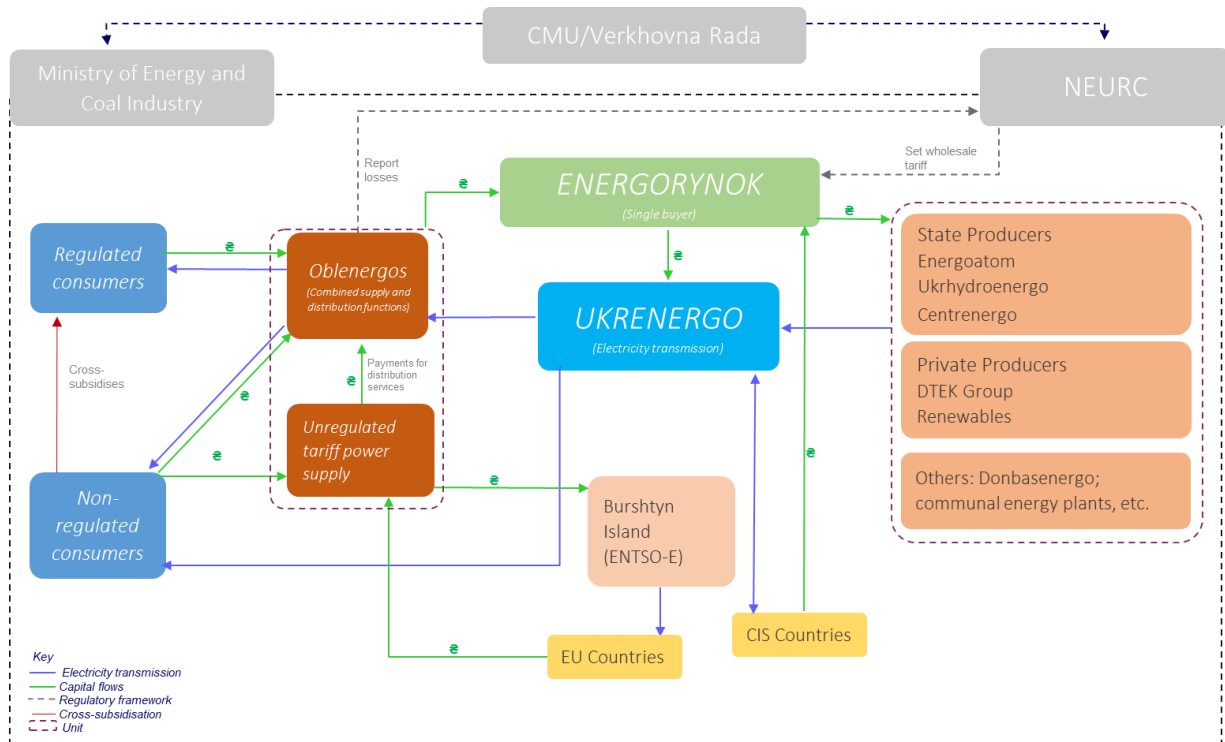 CMU/Verkhovna Rada
Ministry of Energy and
Coal Industry
NEURC
Report
losses
Set wholesale
tariff
₴
ENERGORYNOK
(Single buyer)
₴
Regulated
consumers
₴
Oblenergos
(Combined supply and
distribution functions)
₴
State Producers
Energoatom
Ukrhydroenergo
Centrenergo
UKRENERGO
(Electricity transmission)
Cross-
subsidises
₴
₴
Payments for
distribution
services
₴
Private Producers
DTEK Group
Renewables
Unregulated
tariff power
supply
₴
₴
Non-
regulated
consumers
Burshtyn
Island
(ENTSO-E)
Others: Donbasenergo;
communal energy plants, etc.
CIS Countries
₴
EU Countries
Key
Electricity transmission
Capital flows
Regulatory framework
Cross-subsidisation
Unit